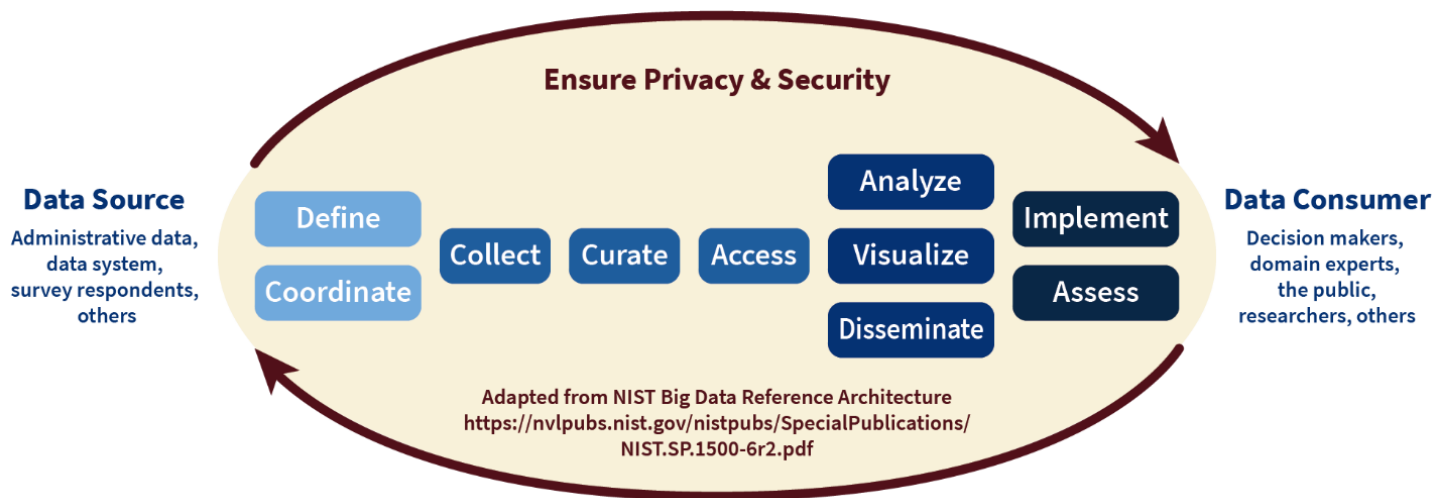 Ensure Privacy & Security
Data Source
Administrative data,
data system,
survey respondents,
others
Define
Coordinate
Collect
Curate
Access
Analyze
Visualize
Disseminate
Implement
Assess
Data Consumer
Decision makers,
domain experts,
the public,
researchers, others
Adapted from NIST Big Data Reference Architecture
https://nvlpubs.nist.gov/nistpubs/SpecialPublications/
NIST.SP.1500-6r2.pdf